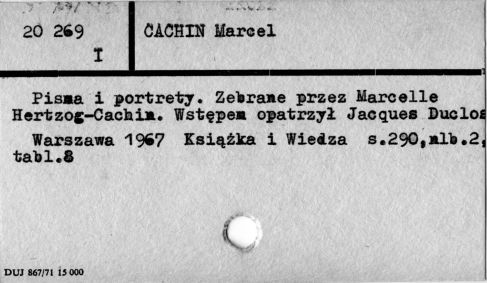 20 269
I
CACHIN Marcel
Pisma i portrety. Zebrane przez Marcelle
Hertzog-Cachin. Wstępem opatrzył Jacques Duclos
Warszawa 1967 Książka i Wiedza s.290,nlb.2,
tabl.8
DUJ 867/71 15 000